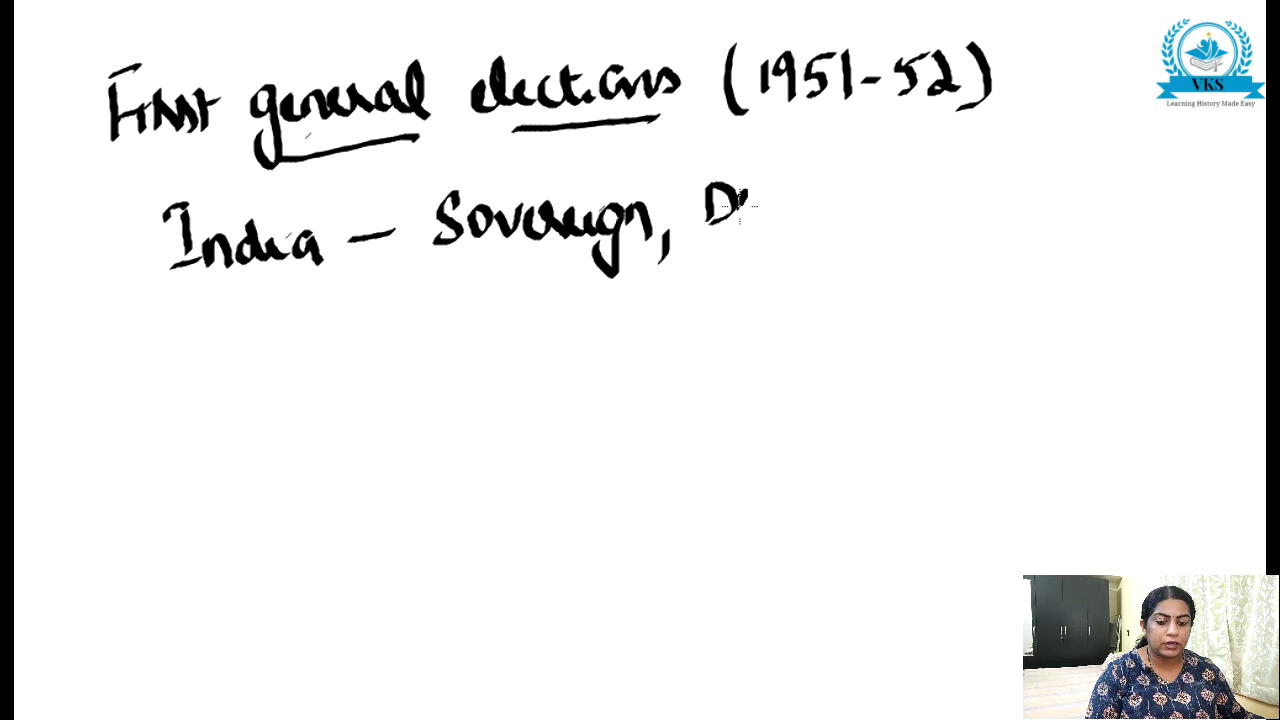 First general elections (1951-52)
India - Sovereign, D
VKS
Learning History Made Easy